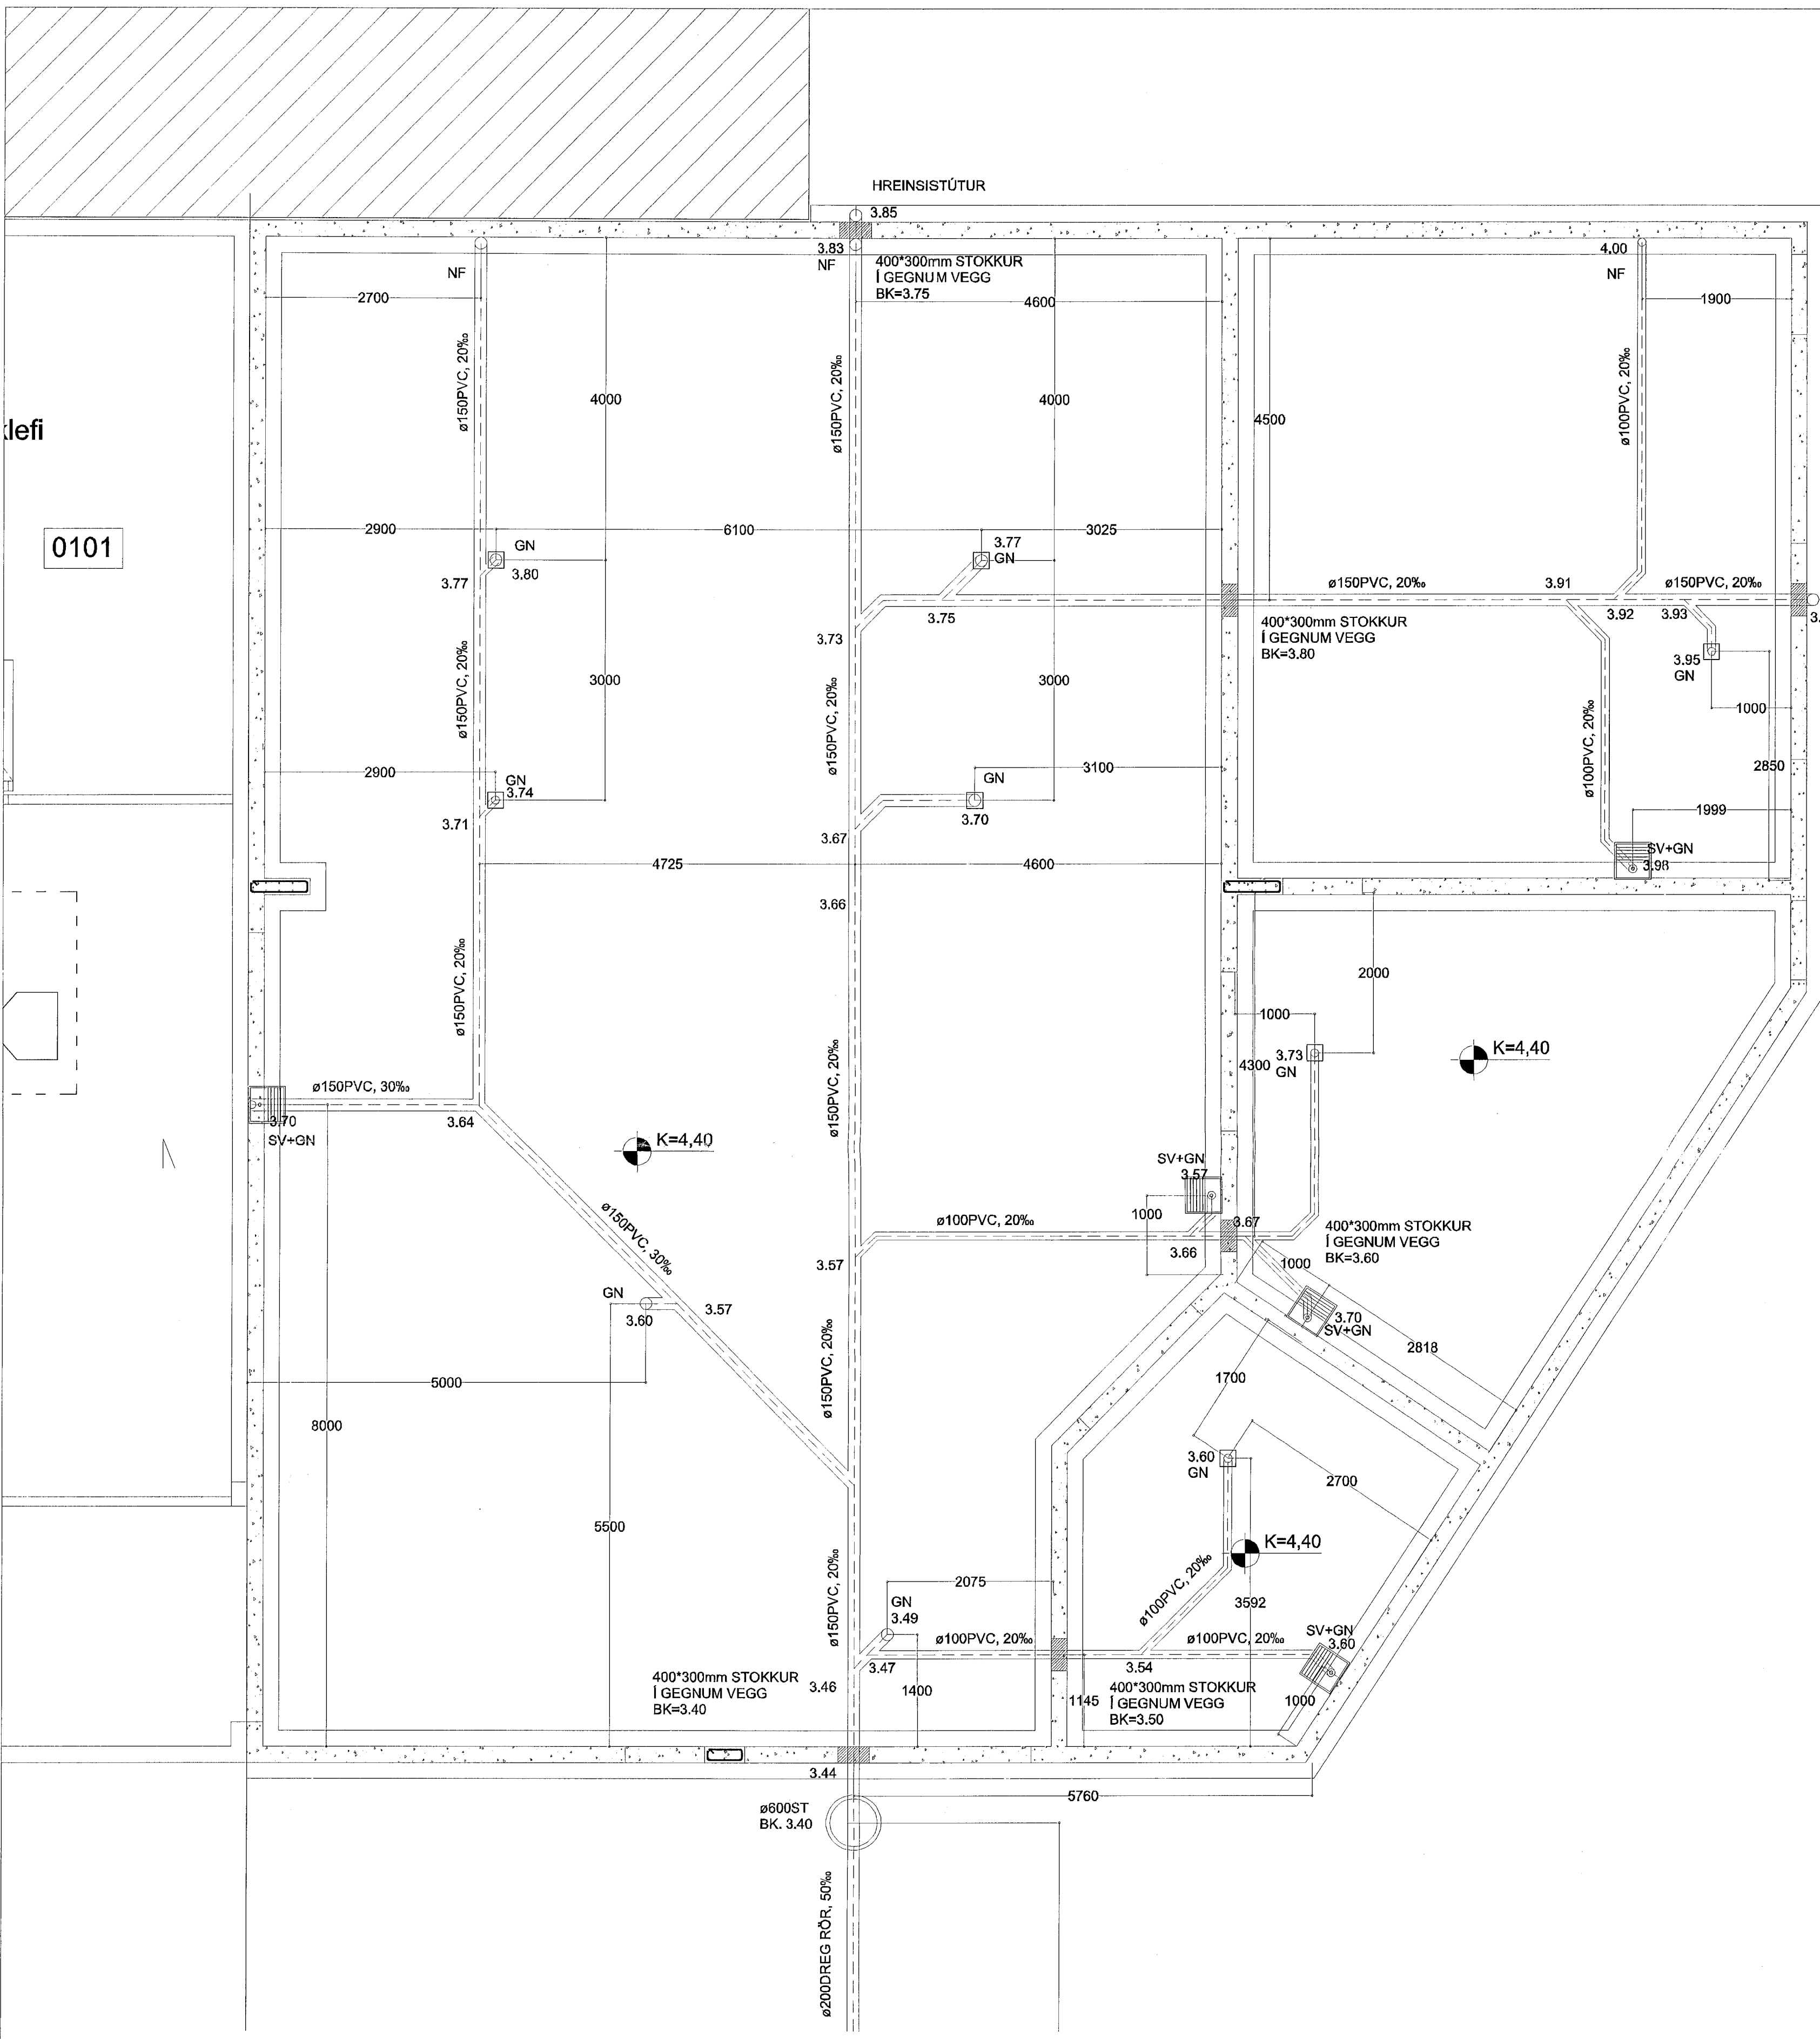 HREINSISTÚTUR
3.85
3.83
NF
400*300mm STOKKUR
Í GEGNUM VEGG
BK=3.75
NF
4.00
NF
2700
4600
1900
ø150PVC, 20‰
ø150PVC, 20‰
ø100PVC, 20‰
4000
4000
4500
klefi
0101
2900
6100
3025
GN
3.80
3.77
3.77
GN
3.75
3.73
ø150PVC, 20‰
3.91
ø150PVC, 20‰
3.92
3.93
3.
400*300mm STOKKUR
Í GEGNUM VEGG
BK=3.80
3.95
GN
1000
ø150PVC, 20‰
3000
ø150PVC, 20‰
3000
ø100PVC, 20‰
2850
2900
GN
3.74
3.71
3100
GN
3.70
3.67
1999
SV+GN
3.98
4725
4600
3.66
ø150PVC, 20‰
2000
1000
4300
3.73
GN
K=4,40
ø150PVC, 20‰
ø150PVC, 30‰
3.70
SV+GN
3.64
K=4,40
SV+GN
3.57
1000
ø150PVC, 30‰
ø100PVC, 20‰
3.67
3.66
3.57
400*300mm STOKKUR
Í GEGNUM VEGG
BK=3.60
1000
GN
3.60
3.57
3.70
SV+GN
2818
5000
8000
ø150PVC, 20‰
1700
3.60
GN
2700
5500
K=4,40
ø150PVC, 20‰
2075
GN
3.49
ø100PVC, 20‰
3592
ø100PVC, 20‰
ø100PVC, 20‰
SV+GN
3.60
3.47
3.54
400*300mm STOKKUR
Í GEGNUM VEGG
BK=3.40
3.46
1400
1145
400*300mm STOKKUR
Í GEGNUM VEGG
BK=3.50
1000
3.44
5760
ø600ST
BK. 3.40
ø200DREG RÖR, 50‰